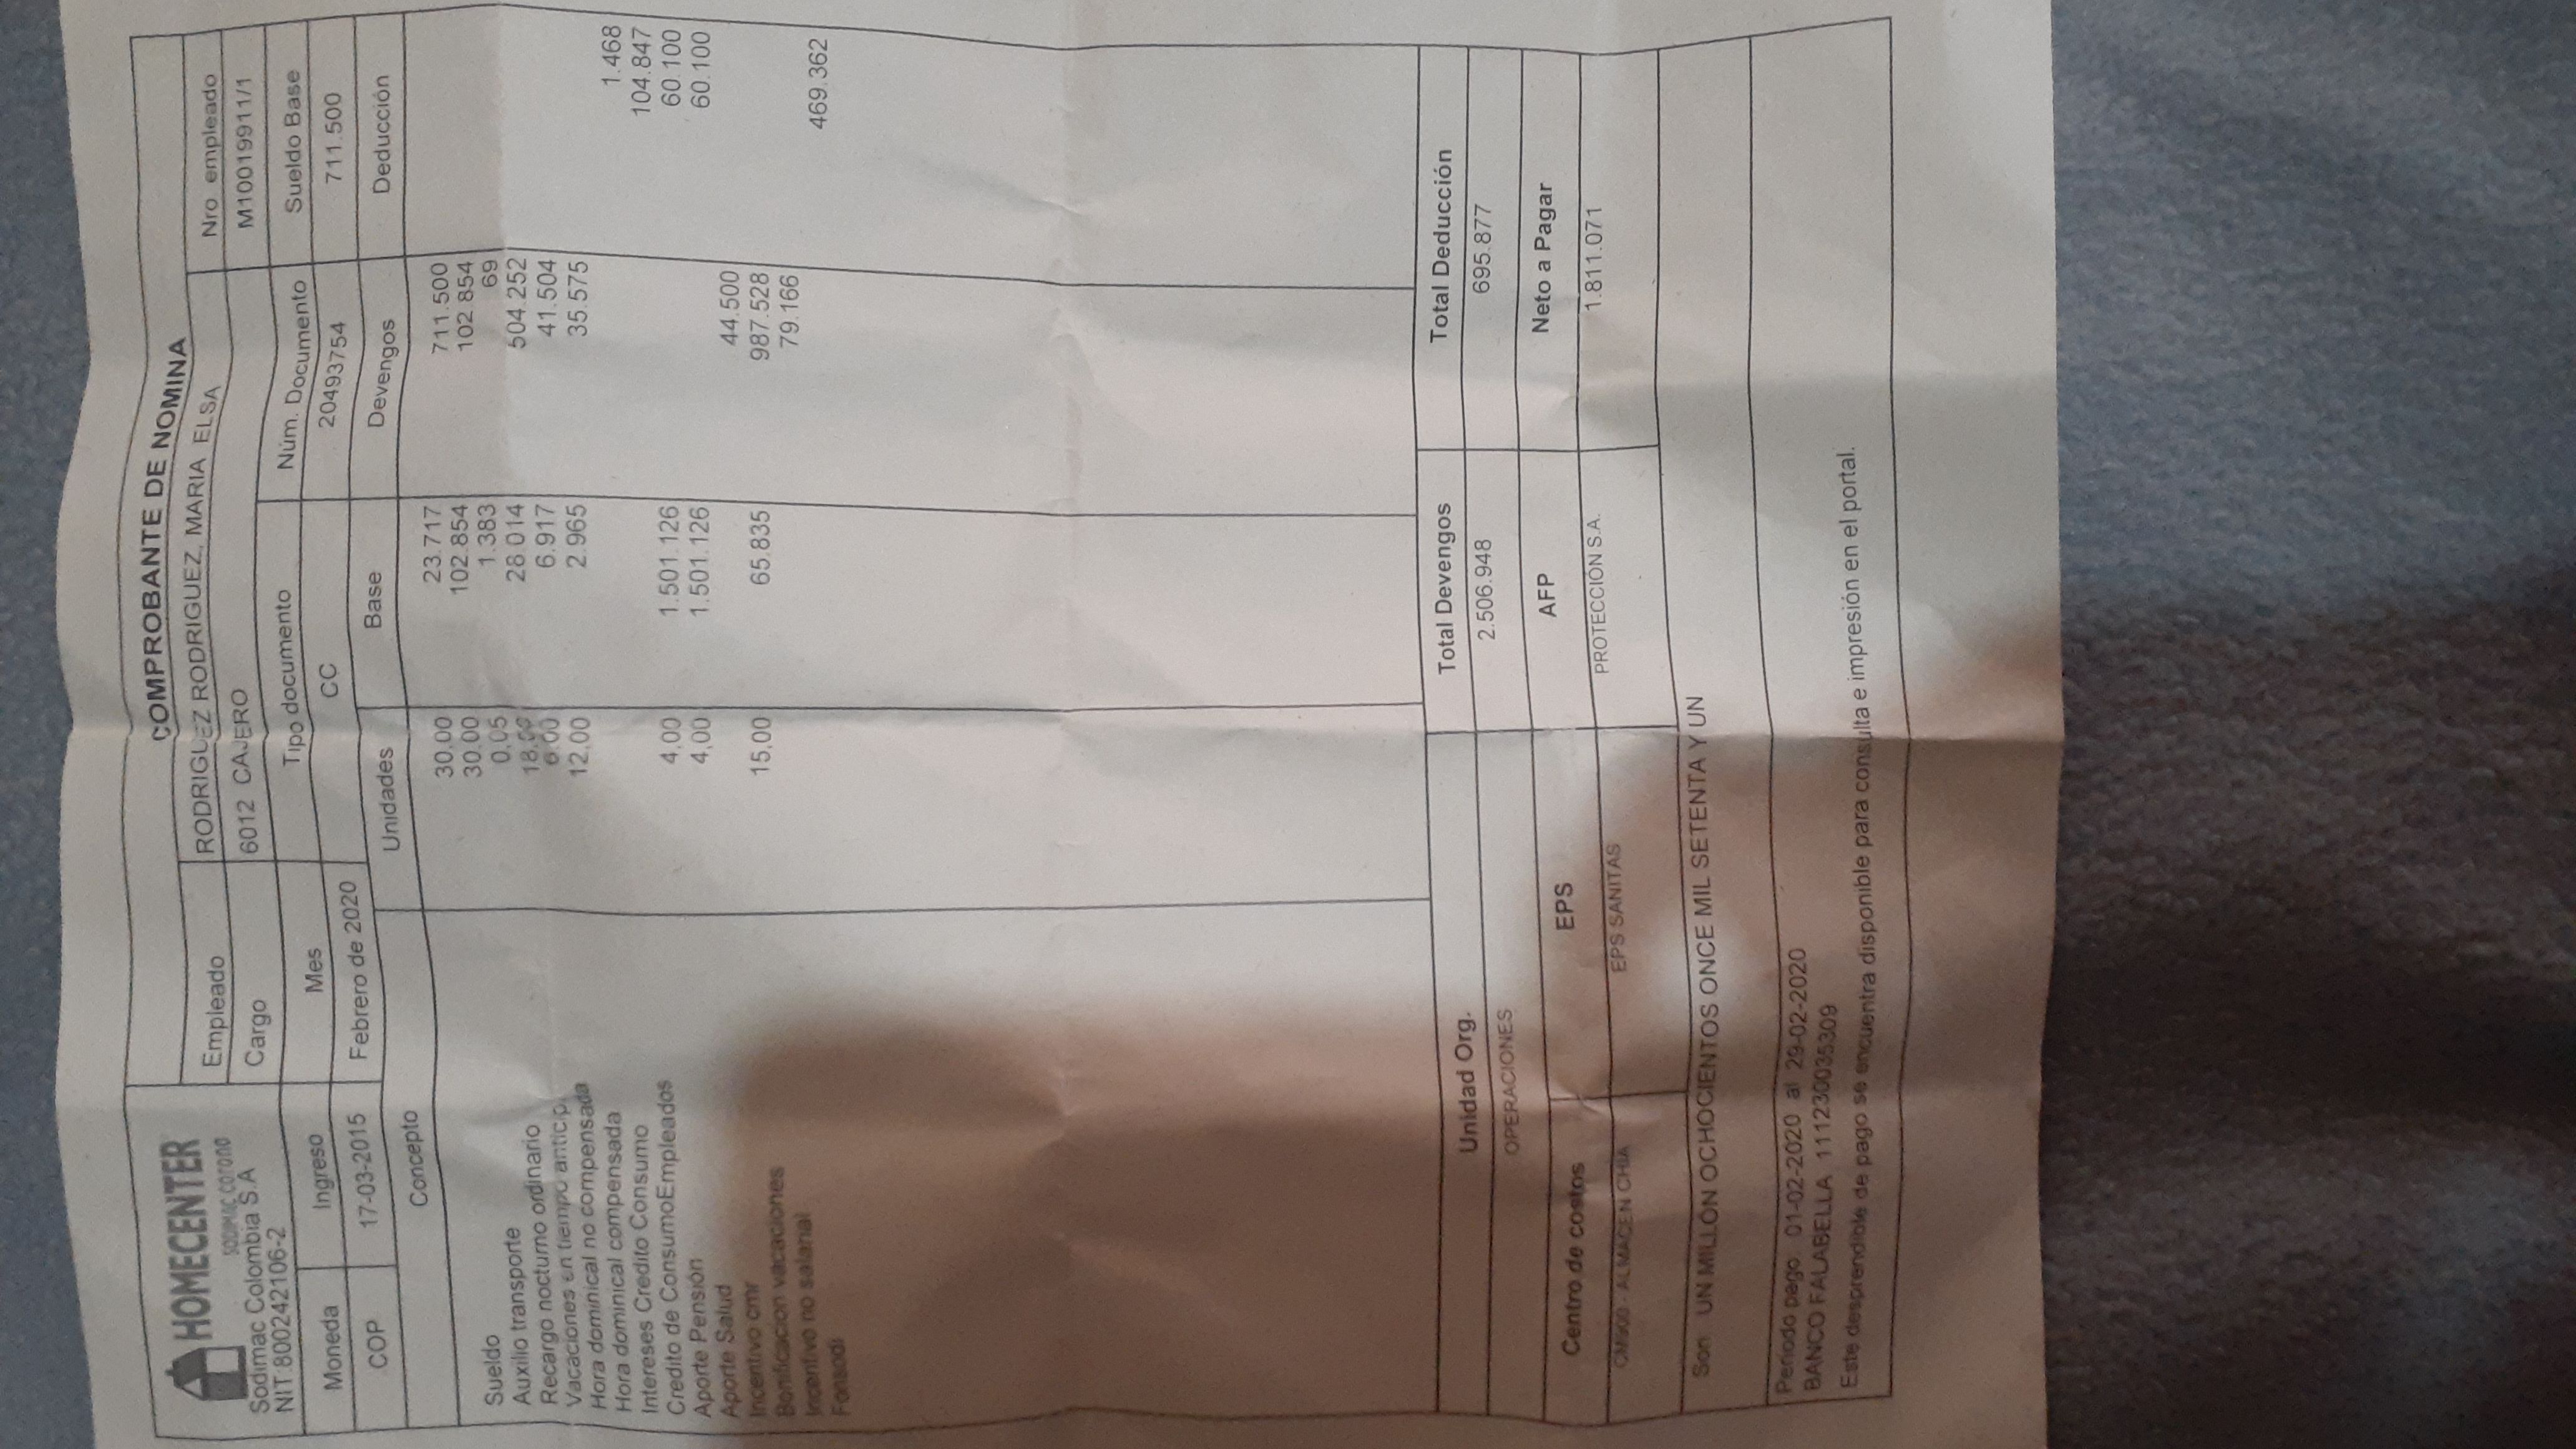 COMPROBANTE DE NOMINA
HOMECENTER
SODIMAC corona
Sodimac Colombia S.A
NIT:800242106-2
Empleado RODRIGUEZ RODRIGUEZ, MARIA ELSA Nro empleado
Cargo 6012 CAJERO M10019911/1
Moneda Ingreso Mes Tipo documento Núm. Documento Sueldo Base
COP 17-03-2015 Febrero de 2020 CC 20493754 711.500
Concepto Unidades Base Devengos Deducción
Sueldo 30,00 23.717 711.500
Auxilio transporte 30,00 102.854 102.854
Recargo nocturno ordinario 0,05 1.383 69
Vacaciones en tiempo anticip. 18,00 28.014 504.252
Hora dominical no compensada 6,00 6.917 41.504
Hora dominical compensada 12,00 2.965 35.575
Intereses Credito Consumo 1.468
Credito de ConsumoEmpleados 104.847
Aporte Pensión 4,00 1.501.126 60.100
Aporte Salud 4,00 1.501.126 60.100
Incentivo cmr 44.500
Bonificacion vacaciones 15,00 65.835 987.528
Incentivo no salarial 79.166
Fonsodi 469.362
Unidad Org. Total Devengos Total Deducción
OPERACIONES 2.506.948 695.877
Centro de costos EPS AFP Neto a Pagar
CM900 - ALMACEN CHIA EPS SANITAS PROTECCIÓN S.A. 1.811.071
Son UN MILLÓN OCHOCIENTOS ONCE MIL SETENTA Y UN
Periodo pago: 01-02-2020 al 29-02-2020
BANCO FALABELLA 111230035309
Este desprendible de pago se encuentra disponible para consulta e impresión en el portal.